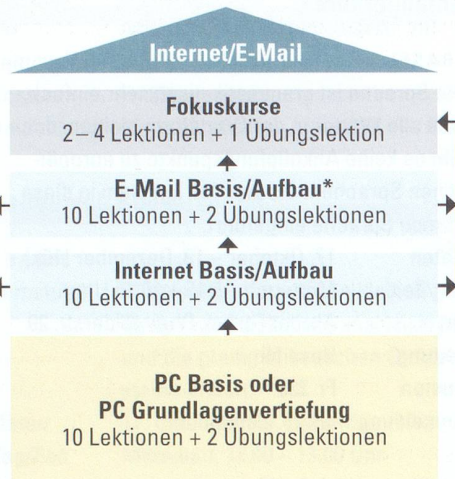 Internet/E-Mail
Fokuskurse
2–4 Lektionen + 1 Übungslektion
E-Mail Basis/Aufbau*
10 Lektionen + 2 Übungslektionen
Internet Basis/Aufbau
10 Lektionen + 2 Übungslektionen
PC Basis oder
PC Grundlagenvertiefung
10 Lektionen + 2 Übungslektionen